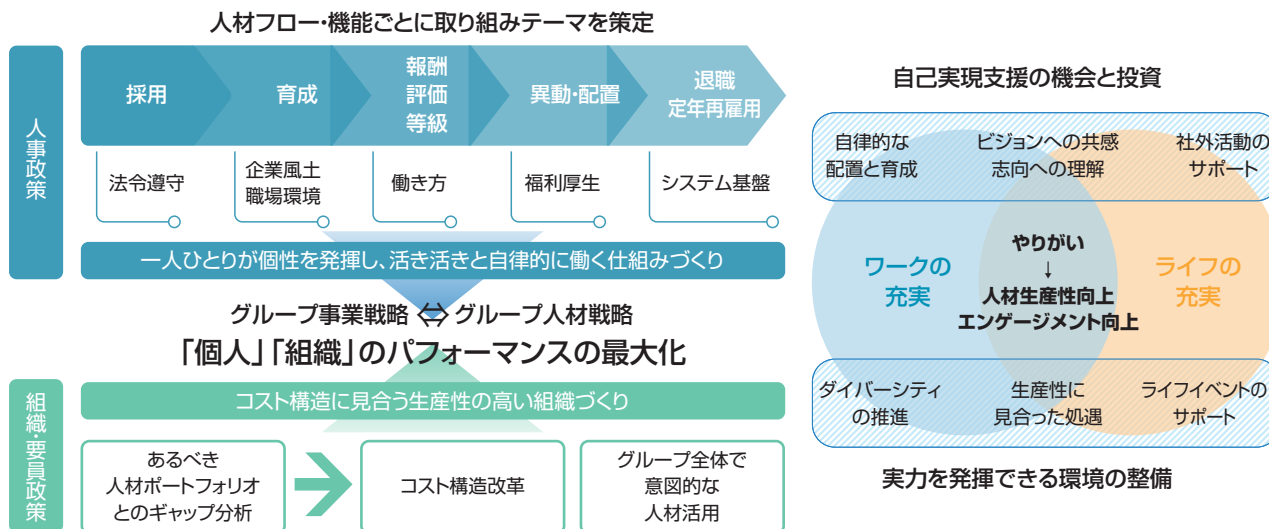 人材フロー・機能ごとに取り組みテーマを策定
人事政策
採用
育成
報酬
評価
等級
異動・配置
退職
定年再雇用
法令遵守
企業風土
職場環境
働き方
福利厚生
システム基盤
一人ひとりが個性を発揮し、活き活きと自律的に働く仕組みづくり
グループ事業戦略 ⇔ グループ人材戦略
「個人」「組織」のパフォーマンスの最大化
組織・要員政策
コスト構造に見合う生産性の高い組織づくり
あるべき
人材ポートフォリオ
とのギャップ分析
コスト構造改革
グループ全体で
意図的な
人材活用
自己実現支援の機会と投資
自律的な
配置と育成
ビジョンへの共感
志向への理解
社外活動の
サポート
ワークの
充実
やりがい
↓
人材生産性向上
エンゲージメント向上
ライフの
充実
ダイバーシティ
の推進
生産性に
見合った処遇
ライフイベントの
サポート
実力を発揮できる環境の整備